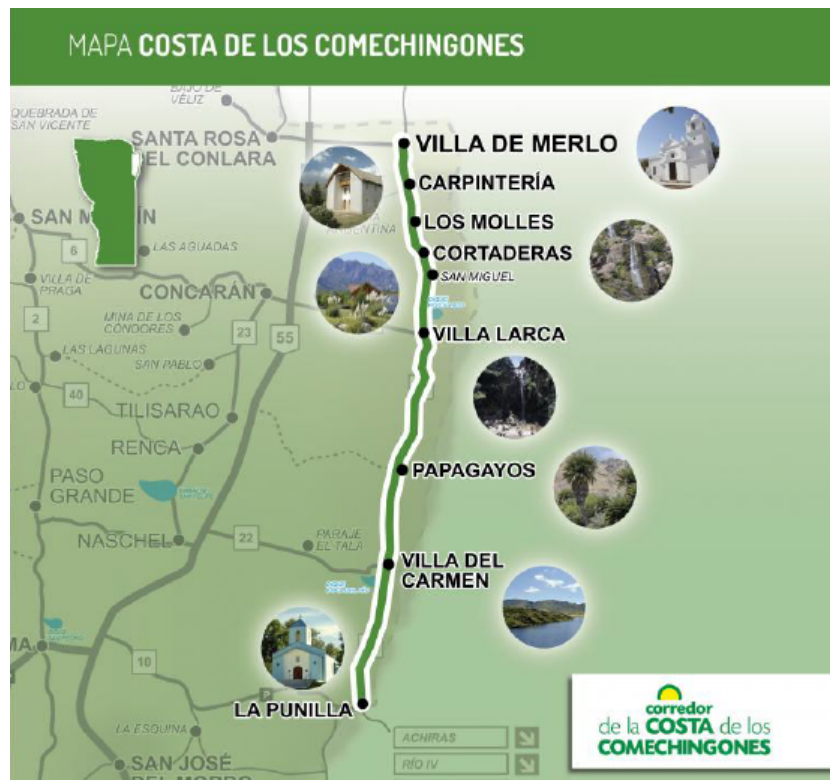 MAPA COSTA DE LOS COMECHINGONES
BAJO DE
VÉLIZ
QUEBRADA DE
SAN VICENTE
SANTA ROSA
DEL CONLARA
VILLA DE MERLO
CARPINTERÍA
ARGENTINA
LOS MOLLES
SAN
6
LAS AGUADAS
CORTADERAS
SAN MIGUEL
VILLA DE
PRAGA
CONCARÁN
2
MINA DE LOS
CÓNDORES
23
55
VILLA LARCA
LAS LAGUNAS
SAN PABLO
40
TILISARAO
RENCA
PAPAGAYOS
PASO
GRANDE
NASCHEL
22
PARAJE
EL TALA
VILLA DEL
CARMEN
10
LA PUNILLA
LA ESQUINA
ACHIRAS
RÍO IV
SAN JOSÉ
DEL MORRO
corredor
de la COSTA de los
COMECHINGONES